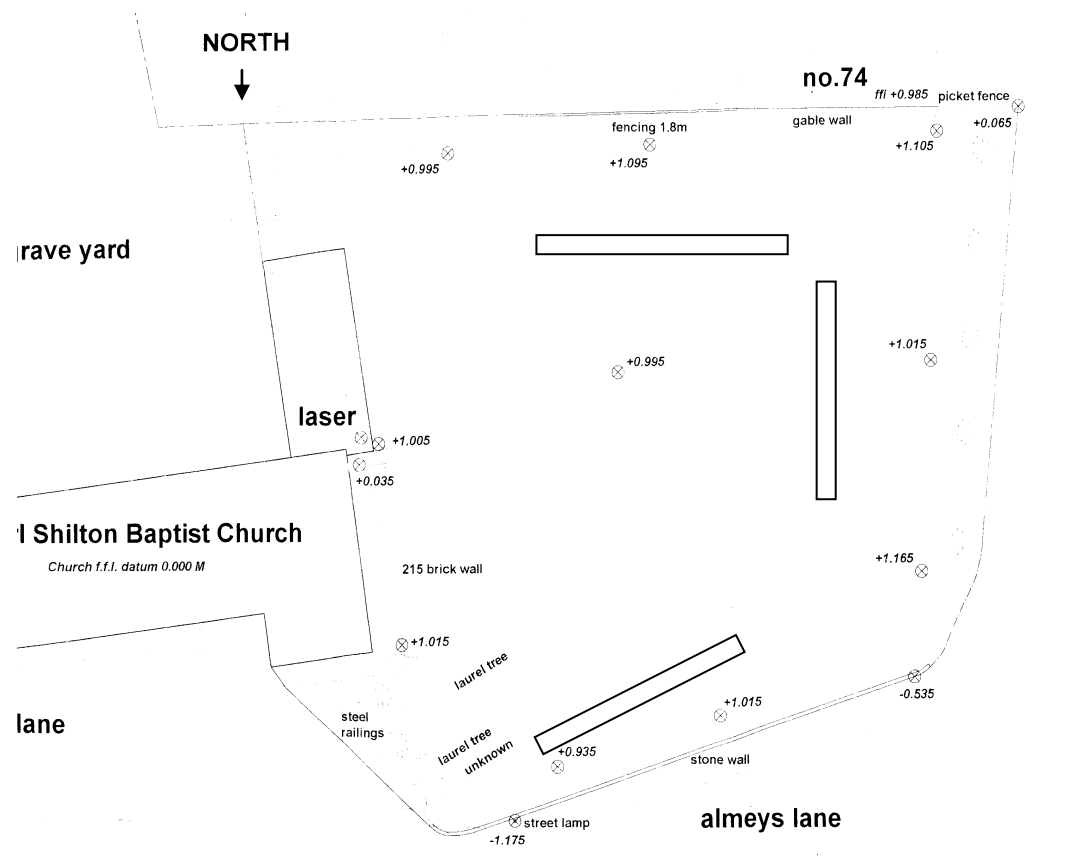 NORTH
no.74
ffl +0.985 picket fence
+0.065
gable wall
fencing 1.8m
+1.105
+1.095
+0.995
rave yard
+1.015
+0.995
laser
+1.005
+0.035
l Shilton Baptist Church
Church f.f.l. datum 0.000 M
215 brick wall
+1.165
+1.015
laurel tree
-0.535
+1.015
steel
railings
lane
laurel tree
unknown
+0.935
stone wall
street lamp
almeys lane
-1.175